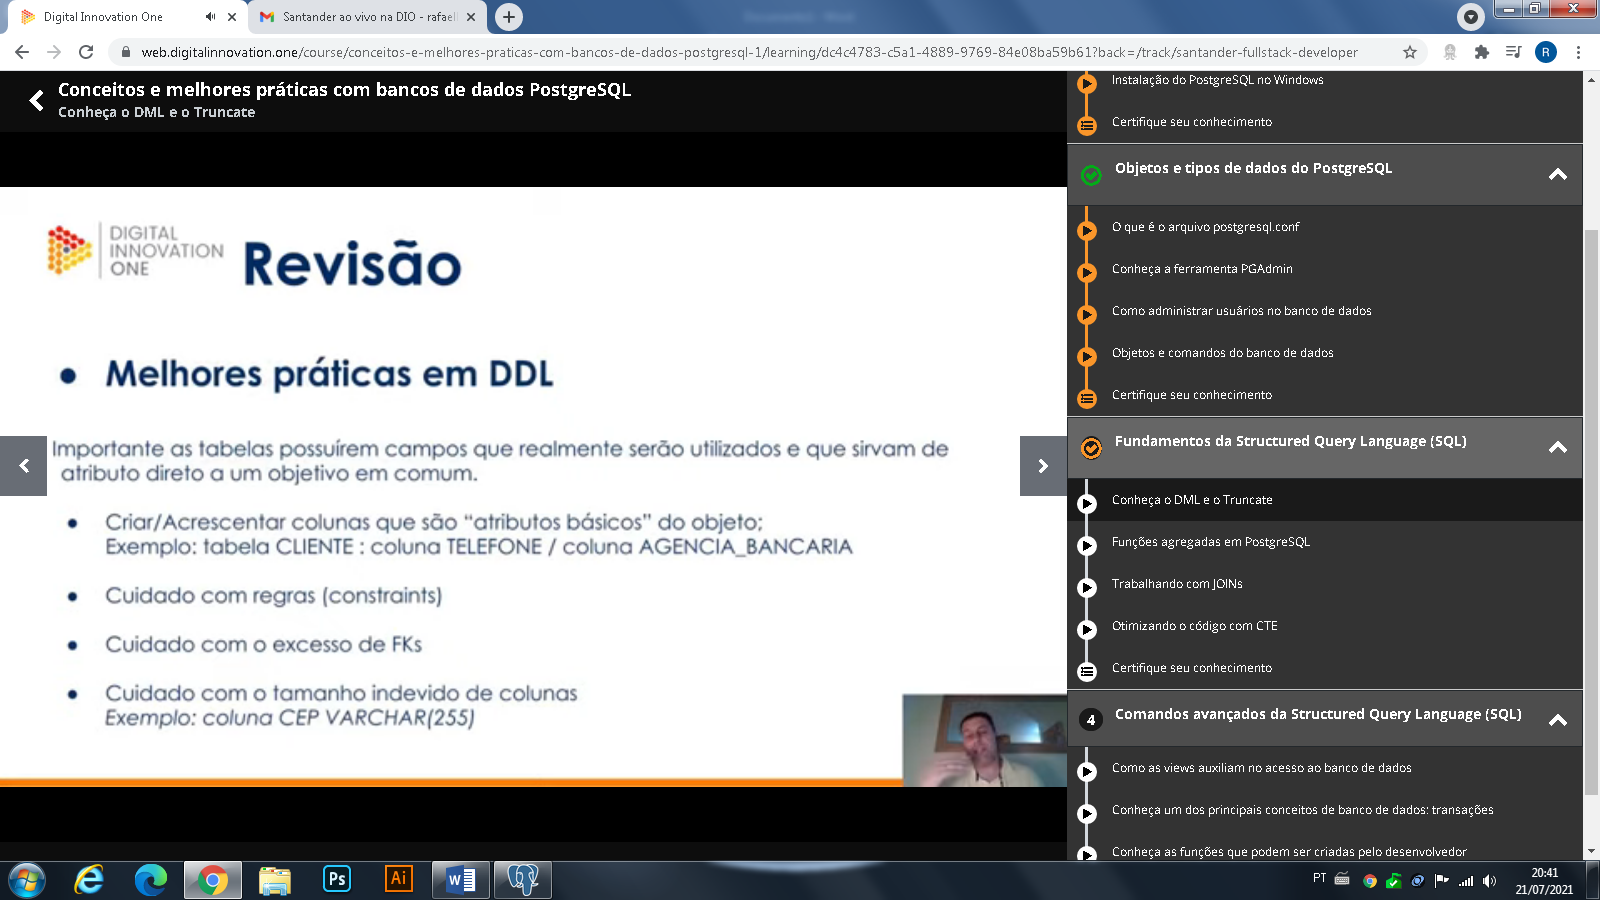 Digital Innovation One
Santander ao vivo na DIO - rafael
web.digitalinnovation.one/course/conceitos-e-melhores-praticas-com-bancos-de-dados-postgresql-1/learning/dc4c4783-c5a1-4889-9769-84e08ba59b61?back=/track/santander-fullstack-developer
R
Conceitos e melhores práticas com bancos de dados PostgreSQL
Conheça o DML e o Truncate
DIGITAL
INNOVATION
ONE
Revisão
• Melhores práticas em DDL
Importante as tabelas possuírem campos que realmente serão utilizados e que sirvam de
atributo direto a um objetivo em comum.
• Criar/Acrescentar colunas que são “atributos básicos” do objeto;
Exemplo: tabela CLIENTE : coluna TELEFONE / coluna AGENCIA_BANCARIA
• Cuidado com regras (constraints)
• Cuidado com o excesso de FKs
• Cuidado com o tamanho indevido de colunas
Exemplo: coluna CEP VARCHAR(255)
Instalação do PostgreSQL no Windows
Certifique seu conhecimento
Objetos e tipos de dados do PostgreSQL
O que é o arquivo postgresql.conf
Conheça a ferramenta PGAdmin
Como administrar usuários no banco de dados
Objetos e comandos do banco de dados
Certifique seu conhecimento
Fundamentos da Structured Query Language (SQL)
Conheça o DML e o Truncate
Funções agregadas em PostgreSQL
Trabalhando com JOINs
Otimizando o código com CTE
Certifique seu conhecimento
4 Comandos avançados da Structured Query Language (SQL)
Como as views auxiliam no acesso ao banco de dados
Conheça um dos principais conceitos de banco de dados: transações
Conheça as funções que podem ser criadas pelo desenvolvedor
Ps
Ai
W
PT
20:41
21/07/2021